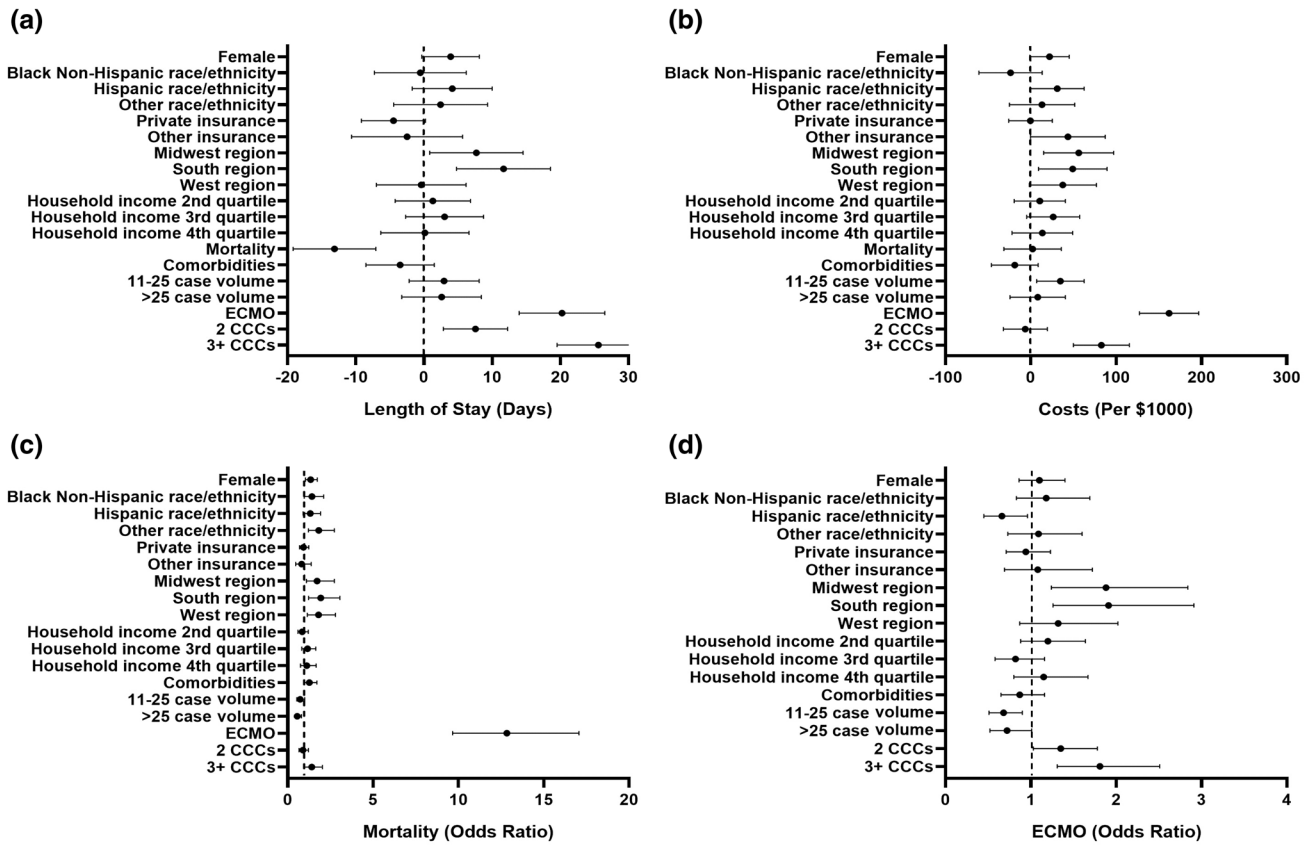 (a)
Female
Black Non-Hispanic race/ethnicity
Hispanic race/ethnicity
Other race/ethnicity
Private insurance
Other insurance
Midwest region
South region
West region
Household income 2nd quartile
Household income 3rd quartile
Household income 4th quartile
Mortality
Comorbidities
11-25 case volume
>25 case volume
ECMO
2 CCCs
3+ CCCs
-20 -10 0 10 20 30
Length of Stay (Days)
(b)
Female
Black Non-Hispanic race/ethnicity
Hispanic race/ethnicity
Other race/ethnicity
Private insurance
Other insurance
Midwest region
South region
West region
Household income 2nd quartile
Household income 3rd quartile
Household income 4th quartile
Mortality
Comorbidities
11-25 case volume
>25 case volume
ECMO
2 CCCs
3+ CCCs
-100 0 100 200 300
Costs (Per $1000)
(c)
Female
Black Non-Hispanic race/ethnicity
Hispanic race/ethnicity
Other race/ethnicity
Private insurance
Other insurance
Midwest region
South region
West region
Household income 2nd quartile
Household income 3rd quartile
Household income 4th quartile
Comorbidities
11-25 case volume
>25 case volume
ECMO
2 CCCs
3+ CCCs
0 5 10 15 20
Mortality (Odds Ratio)
(d)
Female
Black Non-Hispanic race/ethnicity
Hispanic race/ethnicity
Other race/ethnicity
Private insurance
Other insurance
Midwest region
South region
West region
Household income 2nd quartile
Household income 3rd quartile
Household income 4th quartile
Comorbidities
11-25 case volume
>25 case volume
2 CCCs
3+ CCCs
0 1 2 3 4
ECMO (Odds Ratio)